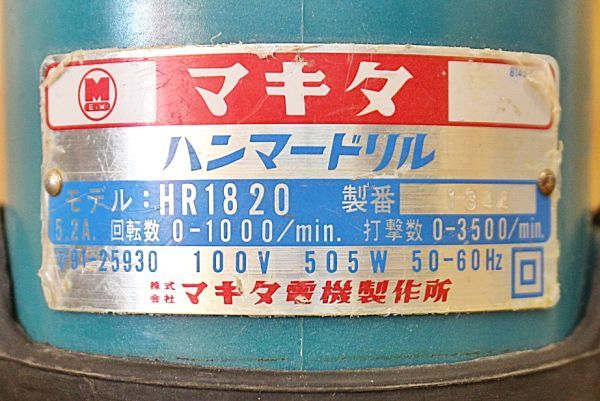 M
E.W.
マキタ
ハンマードリル
モデル:HR1820 製番
5.2A. 回転数 0-1000/min. 打撃数 0-3500/min.
91-25930 100V 505W 50-60Hz
株式会社 マキタ電機製作所